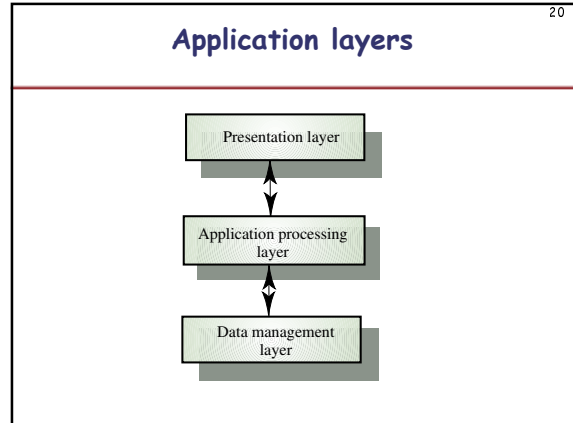 20
Application layers
Presentation layer
Application processing
layer
Data management
layer